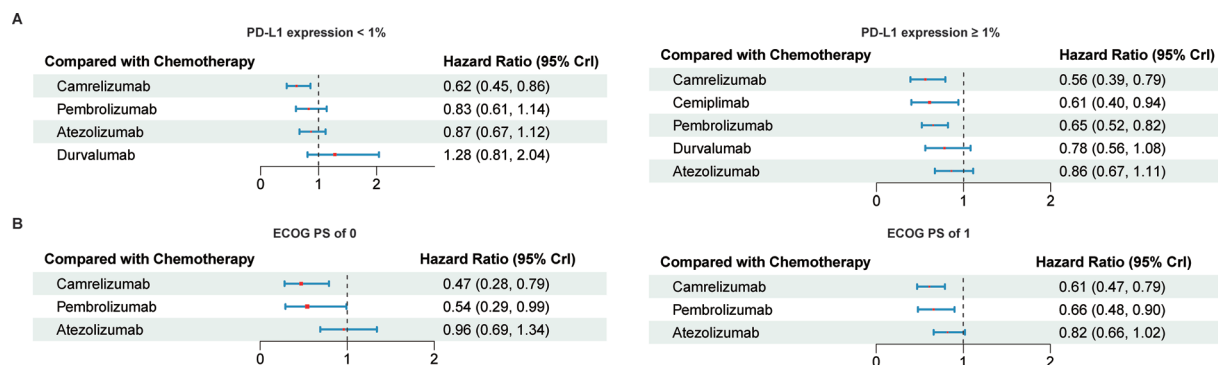 A
PD-L1 expression < 1%
Compared with Chemotherapy Hazard Ratio (95% CrI)
Camrelizumab 0.62 (0.45, 0.86)
Pembrolizumab 0.83 (0.61, 1.14)
Atezolizumab 0.87 (0.67, 1.12)
Durvalumab 1.28 (0.81, 2.04)
0 1 2
PD-L1 expression ≥ 1%
Compared with Chemotherapy Hazard Ratio (95% CrI)
Camrelizumab 0.56 (0.39, 0.79)
Cemiplimab 0.61 (0.40, 0.94)
Pembrolizumab 0.65 (0.52, 0.82)
Durvalumab 0.78 (0.56, 1.08)
Atezolizumab 0.86 (0.67, 1.11)
0 1 2
B
ECOG PS of 0
Compared with Chemotherapy Hazard Ratio (95% CrI)
Camrelizumab 0.47 (0.28, 0.79)
Pembrolizumab 0.54 (0.29, 0.99)
Atezolizumab 0.96 (0.69, 1.34)
0 1 2
ECOG PS of 1
Compared with Chemotherapy Hazard Ratio (95% CrI)
Camrelizumab 0.61 (0.47, 0.79)
Pembrolizumab 0.66 (0.48, 0.90)
Atezolizumab 0.82 (0.66, 1.02)
0 1 2